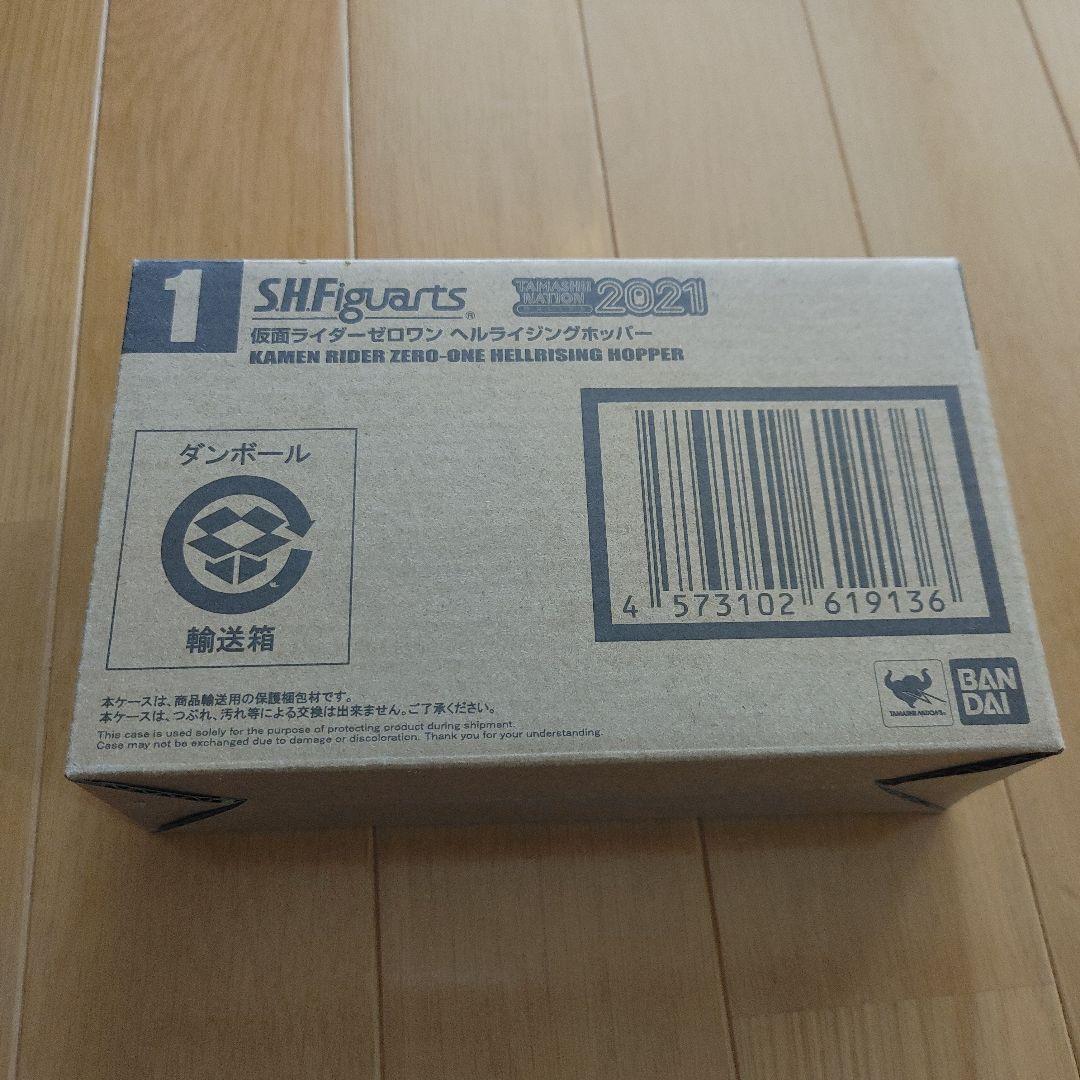 1
S.H.Figuarts®
TAMASHII NATION 2021
仮面ライダーゼロワン ヘルライジングホッパー
KAMEN RIDER ZERO-ONE HELLRISING HOPPER
ダンボール
輸送箱
4 573102 619136
本ケースは、商品輸送用の保護梱包材です。
本ケースは、つぶれ、汚れ等による交換は出来ません。ご了承ください。
This case is used solely for the purpose of protecting product during shipment.
Case may not be exchanged due to damage or discoloration. Thank you for your understanding.
BAN
DAI